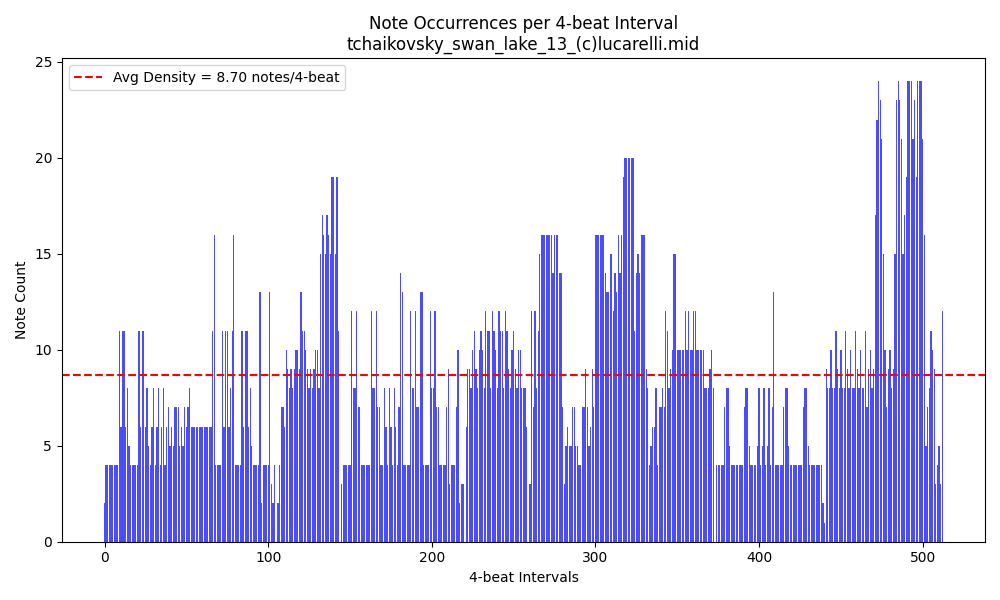 Note Occurrences per 4-beat Interval
tchaikovsky_swan_lake_13_(c)lucarelli.mid
Avg Density = 8.70 notes/4-beat
Note Count
25
20
15
10
5
0
0 100 200 300 400 500
4-beat Intervals